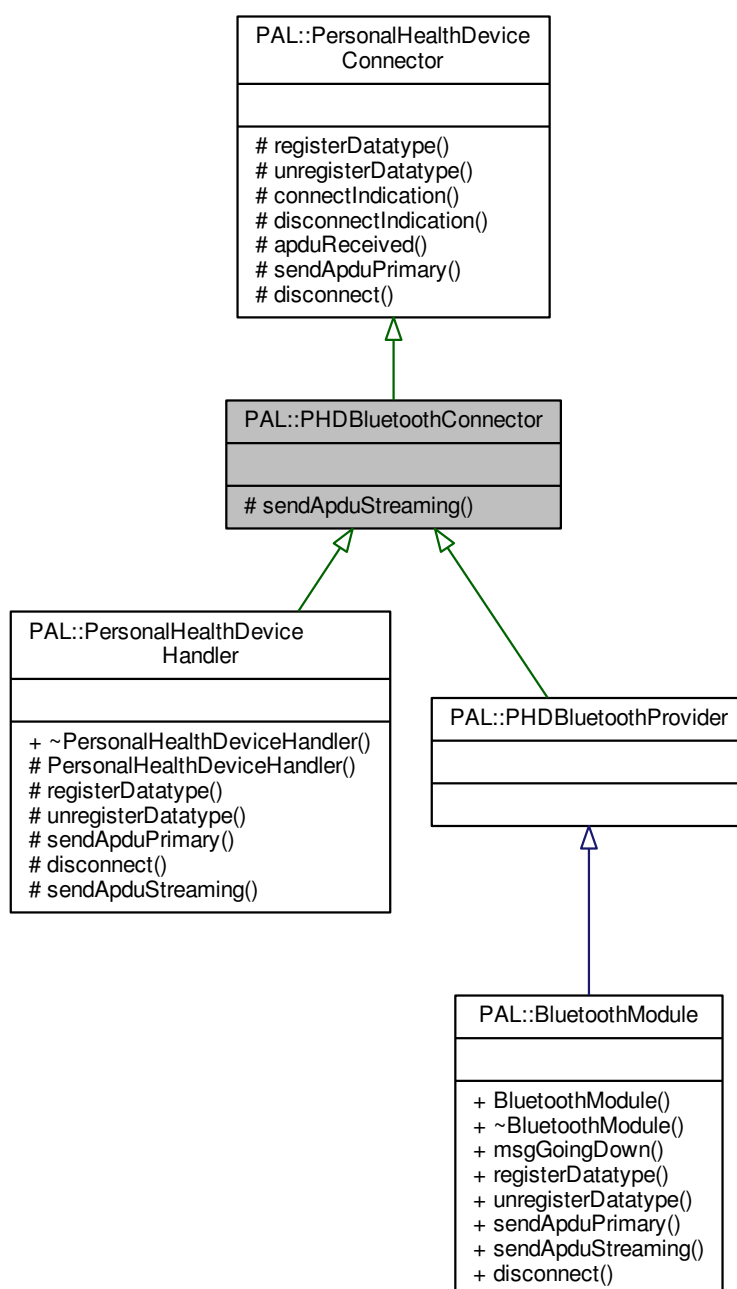 PAL::PersonalHealthDevice
Connector
# registerDatatype()
# unregisterDatatype()
# connectIndication()
# disconnectIndication()
# apduReceived()
# sendApduPrimary()
# disconnect()
PAL::PHDBluetoothConnector
# sendApduStreaming()
PAL::PersonalHealthDevice
Handler
+ ~PersonalHealthDeviceHandler()
# PersonalHealthDeviceHandler()
# registerDatatype()
# unregisterDatatype()
# sendApduPrimary()
# disconnect()
# sendApduStreaming()
PAL::PHDBluetoothProvider
PAL::BluetoothModule
+ BluetoothModule()
+ ~BluetoothModule()
+ msgGoingDown()
+ registerDatatype()
+ unregisterDatatype()
+ sendApduPrimary()
+ sendApduStreaming()
+ disconnect()